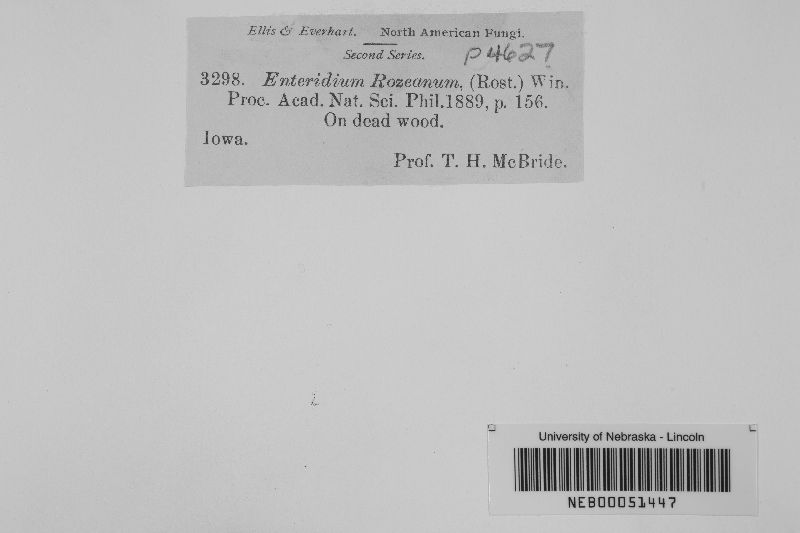 Ellis & Everhart. North American Fungi.
Second Series. p 4627
3298. Enteridium Rozeanum, (Rost.) Win.
Proc. Acad. Nat. Sci. Phil.1889, p. 156.
On dead wood.
Iowa.
Prof. T. H. McBride.
University of Nebraska - Lincoln
NEB00051447